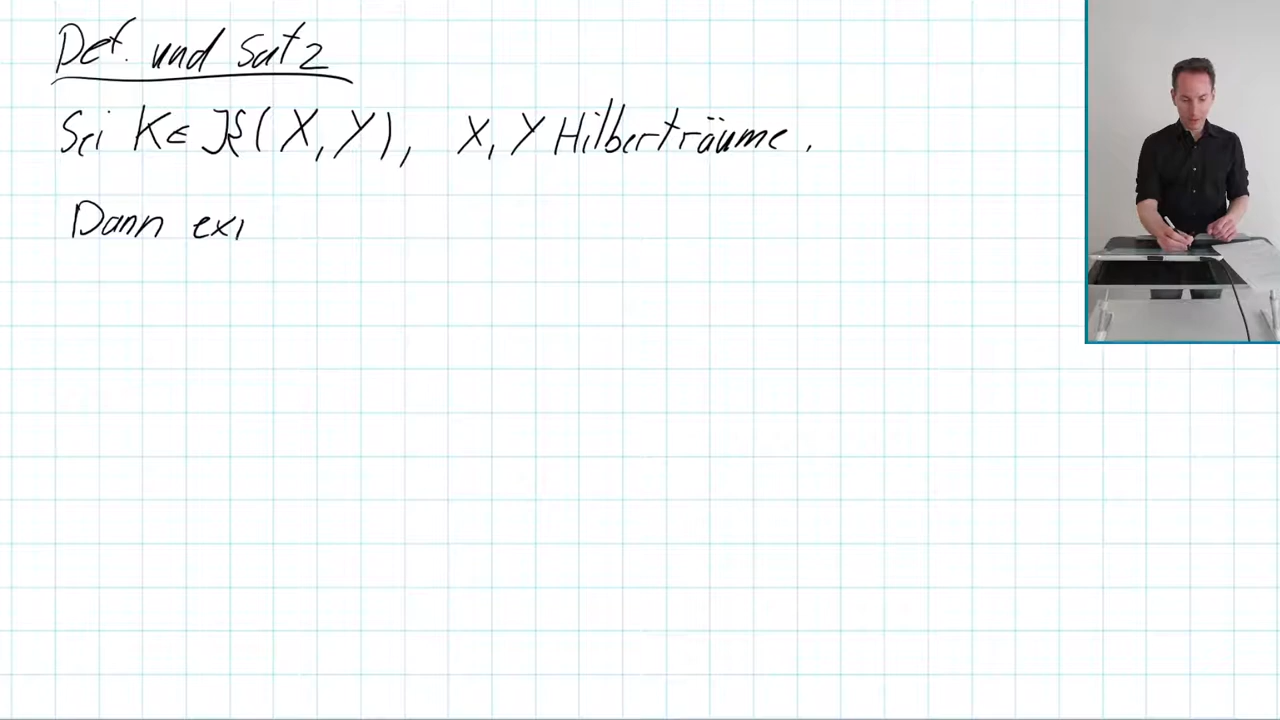 Def. und Satz
Sei K ∈ 𝒦(X, Y), X, Y Hilberträume.
Dann exi